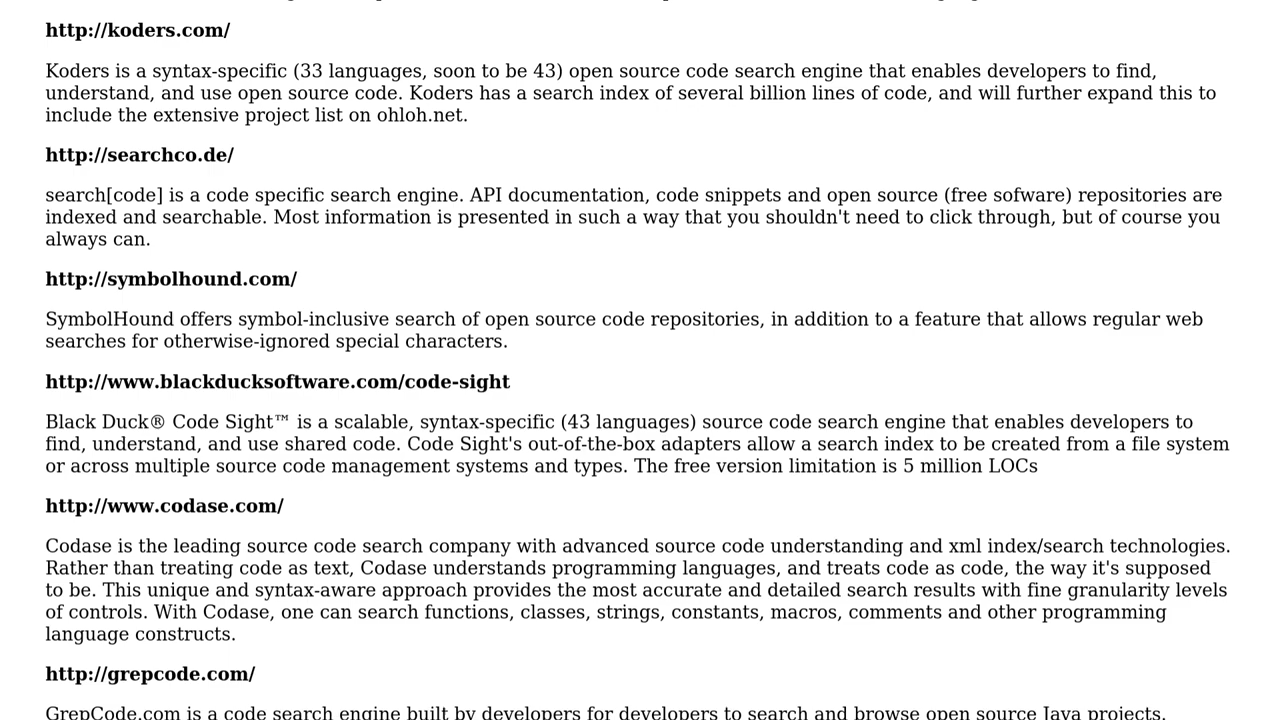 http://koders.com/
Koders is a syntax-specific (33 languages, soon to be 43) open source code search engine that enables developers to find,
understand, and use open source code. Koders has a search index of several billion lines of code, and will further expand this to
include the extensive project list on ohloh.net.
http://searchco.de/
search[code] is a code specific search engine. API documentation, code snippets and open source (free sofware) repositories are
indexed and searchable. Most information is presented in such a way that you shouldn't need to click through, but of course you
always can.
http://symbolhound.com/
SymbolHound offers symbol-inclusive search of open source code repositories, in addition to a feature that allows regular web
searches for otherwise-ignored special characters.
http://www.blackducksoftware.com/code-sight
Black Duck® Code Sight™ is a scalable, syntax-specific (43 languages) source code search engine that enables developers to
find, understand, and use shared code. Code Sight's out-of-the-box adapters allow a search index to be created from a file system
or across multiple source code management systems and types. The free version limitation is 5 million LOCs
http://www.codase.com/
Codase is the leading source code search company with advanced source code understanding and xml index/search technologies.
Rather than treating code as text, Codase understands programming languages, and treats code as code, the way it's supposed
to be. This unique and syntax-aware approach provides the most accurate and detailed search results with fine granularity levels
of controls. With Codase, one can search functions, classes, strings, constants, macros, comments and other programming
language constructs.
http://grepcode.com/
GrepCode.com is a code search engine built by developers for developers to search and browse open source Java projects.